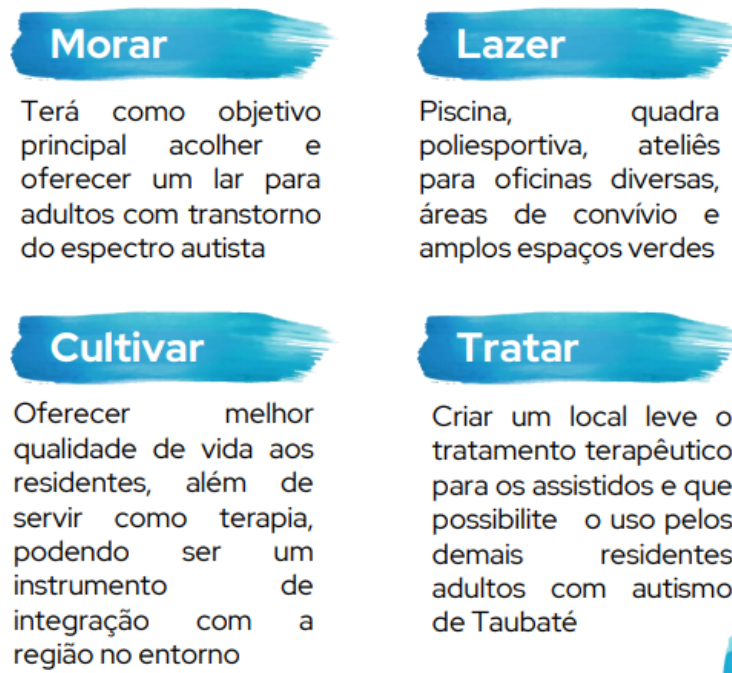 Morar
Terá como objetivo
principal acolher e
oferecer um lar para
adultos com transtorno
do espectro autista
Lazer
Piscina, quadra
poliesportiva, ateliês
para oficinas diversas,
áreas de convívio e
amplos espaços verdes
Cultivar
Oferecer melhor
qualidade de vida aos
residentes, além de
servir como terapia,
podendo ser um
instrumento de
integração com a
região no entorno
Tratar
Criar um local leve o
tratamento terapêutico
para os assistidos e que
possibilite o uso pelos
demais residentes
adultos com autismo
de Taubaté